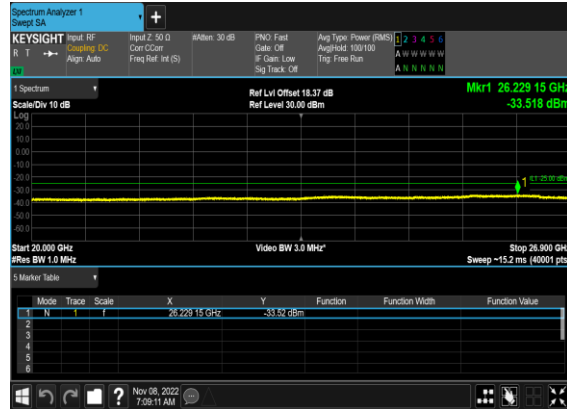 Spectrum Analyzer 1
Swept SA
+
KEYSIGHT Input: RF Input Z: 50 Ω #Atten: 30 dB PNO: Fast Avg Type: Power (RMS) 1 2 3 4 5 6
R T Coupling: DC Corr CCorr Gate: Off Avg|Hold: 100/100 A W W W W W
Align: Auto Freq Ref: Int (S) IF Gain: Low Trig: Free Run
Sig Track: Off A N N N N N
1 Spectrum Ref Lvl Offset 18.37 dB Mkr1 26.229 15 GHz
Scale/Div 10 dB Ref Level 30.00 dBm -33.518 dBm
Log
20.0
10.0
0.00
-10.0
-20.0
-30.0
-40.0
-50.0
-60.0
1
Start 20.000 GHz Video BW 3.0 MHz* Stop 26.900 GHz
#Res BW 1.0 MHz Sweep ~15.2 ms (40001 pts)
5 Marker Table
Mode Trace Scale X Y Function Function Width Function Value
1 N 1 f 26.229 15 GHz -33.52 dBm
2
3
4
5
6
? Nov 08, 2022
7:09:11 AM